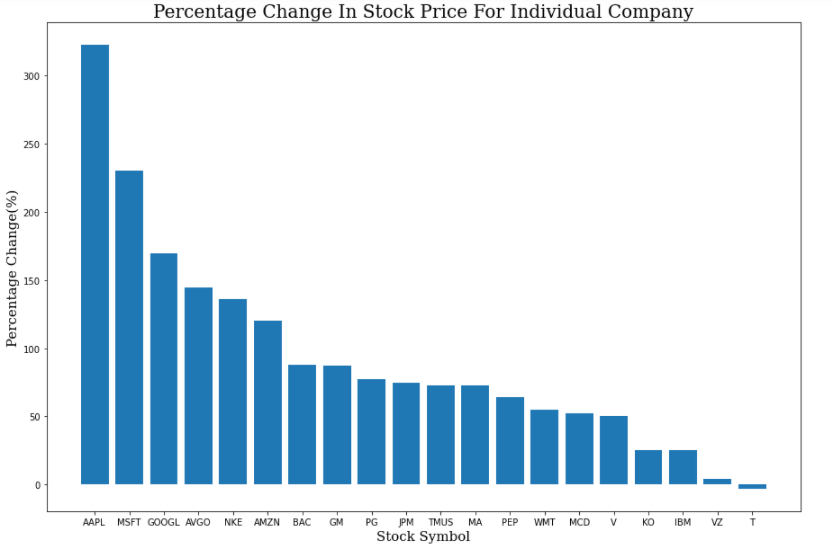 Percentage Change In Stock Price For Individual Company
Percentage Change(%)
300
250
200
150
100
50
0
AAPL MSFT GOOGL AVGO NKE AMZN BAC GM PG JPM TMUS MA PEP WMT MCD V KO IBM VZ T
Stock Symbol